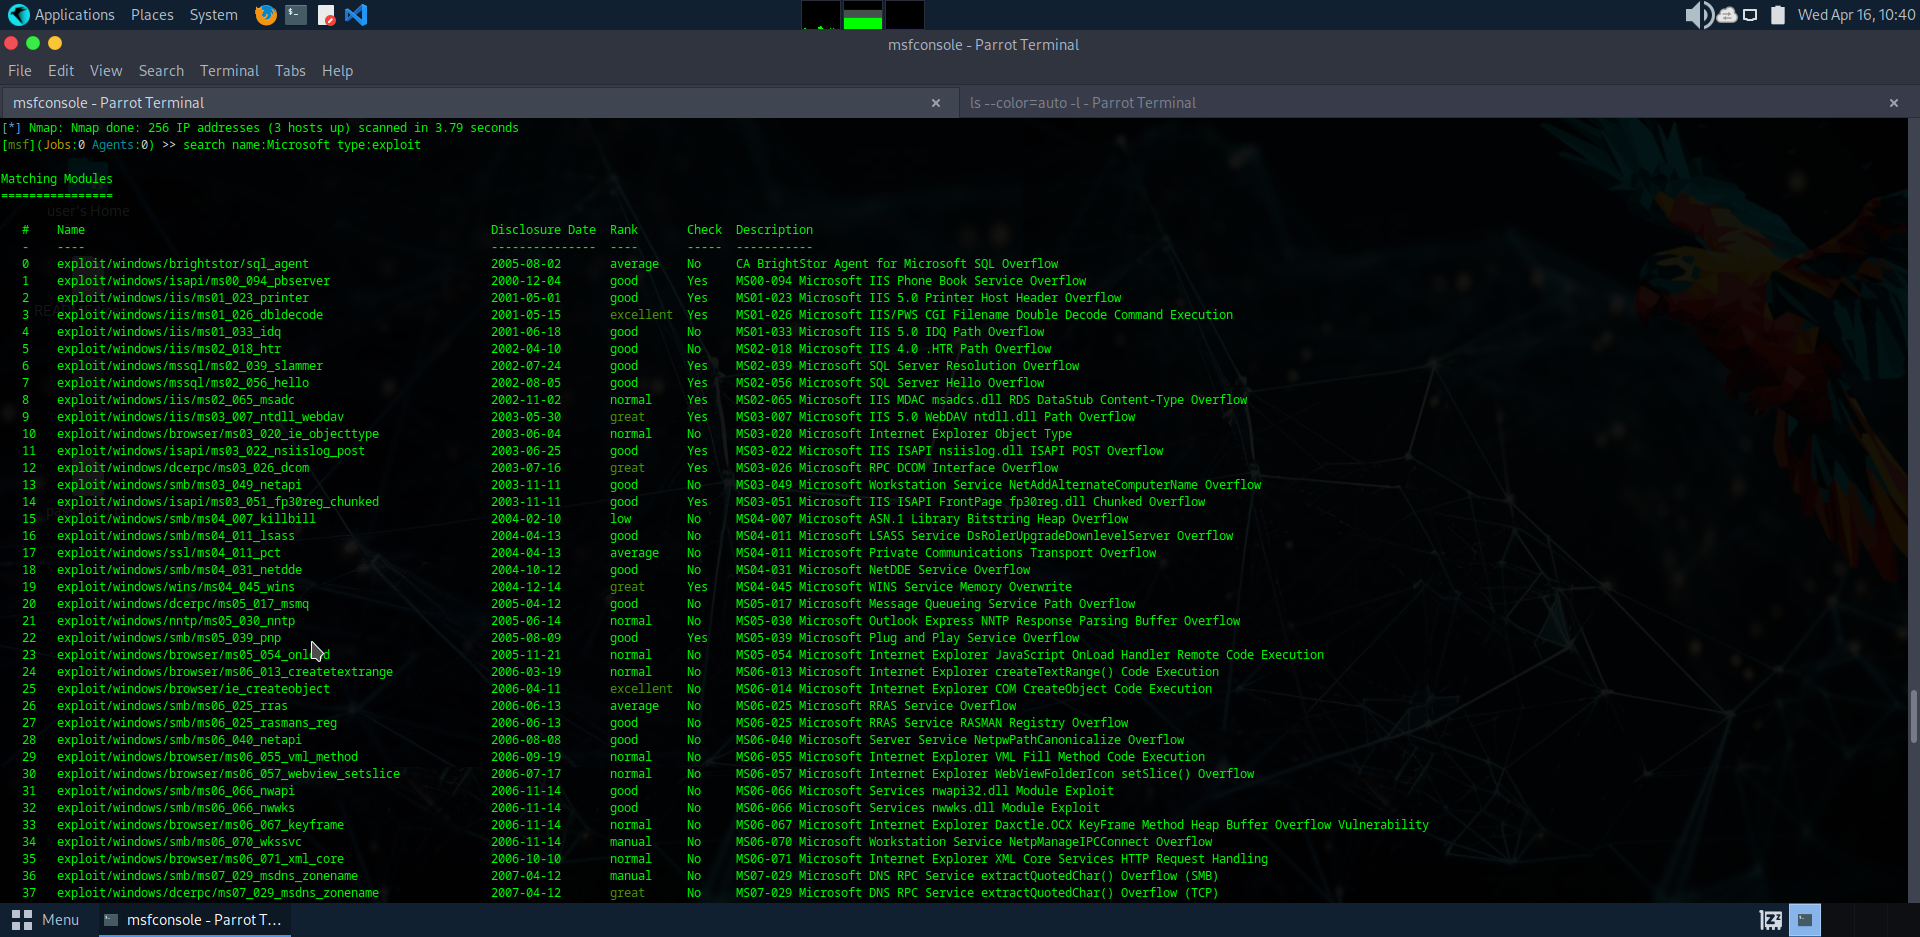 Applications Places System Wed Apr 16, 10:40
msfconsole - Parrot Terminal
File Edit View Search Terminal Tabs Help
msfconsole - Parrot Terminal × ls --color=auto -l - Parrot Terminal ×
[*] Nmap: Nmap done: 256 IP addresses (3 hosts up) scanned in 3.79 seconds
[msf](Jobs:0 Agents:0) >> search name:Microsoft type:exploit
Matching Modules
================
user's Home
# Name Disclosure Date Rank Check Description
- ---- --------------- ---- ----- -----------
0 exploit/windows/brightstor/sql_agent 2005-08-02 average No CA BrightStor Agent for Microsoft SQL Overflow
1 exploit/windows/isapi/ms00_094_pbserver 2000-12-04 good Yes MS00-094 Microsoft IIS Phone Book Service Overflow
2 exploit/windows/iis/ms01_023_printer 2001-05-01 good Yes MS01-023 Microsoft IIS 5.0 Printer Host Header Overflow
3 exploit/windows/iis/ms01_026_dbldecode 2001-05-15 excellent Yes MS01-026 Microsoft IIS/PWS CGI Filename Double Decode Command Execution
4 exploit/windows/iis/ms01_033_idq 2001-06-18 good No MS01-033 Microsoft IIS 5.0 IDQ Path Overflow
5 exploit/windows/iis/ms02_018_htr 2002-04-10 good No MS02-018 Microsoft IIS 4.0 .HTR Path Overflow
6 exploit/windows/mssql/ms02_039_slammer 2002-07-24 good Yes MS02-039 Microsoft SQL Server Resolution Overflow
7 exploit/windows/mssql/ms02_056_hello 2002-08-05 good Yes MS02-056 Microsoft SQL Server Hello Overflow
8 exploit/windows/iis/ms02_065_msadc 2002-11-02 normal Yes MS02-065 Microsoft IIS MDAC msadcs.dll RDS DataStub Content-Type Overflow
9 exploit/windows/iis/ms03_007_ntdll_webdav 2003-05-30 great Yes MS03-007 Microsoft IIS 5.0 WebDAV ntdll.dll Path Overflow
10 exploit/windows/browser/ms03_020_ie_objecttype 2003-06-04 normal No MS03-020 Microsoft Internet Explorer Object Type
11 exploit/windows/isapi/ms03_022_nsiislog_post 2003-06-25 good Yes MS03-022 Microsoft IIS ISAPI nsiislog.dll ISAPI POST Overflow
12 exploit/windows/dcerpc/ms03_026_dcom 2003-07-16 great Yes MS03-026 Microsoft RPC DCOM Interface Overflow
13 exploit/windows/smb/ms03_049_netapi 2003-11-11 good No MS03-049 Microsoft Workstation Service NetAddAlternateComputerName Overflow
14 exploit/windows/isapi/ms03_051_fp30reg_chunked 2003-11-11 good Yes MS03-051 Microsoft IIS ISAPI FrontPage fp30reg.dll Chunked Overflow
15 exploit/windows/smb/ms04_007_killbill 2004-02-10 low No MS04-007 Microsoft ASN.1 Library Bitstring Heap Overflow
16 exploit/windows/smb/ms04_011_lsass 2004-04-13 good No MS04-011 Microsoft LSASS Service DsRolerUpgradeDownlevelServer Overflow
17 exploit/windows/ssl/ms04_011_pct 2004-04-13 average No MS04-011 Microsoft Private Communications Transport Overflow
18 exploit/windows/smb/ms04_031_netdde 2004-10-12 good No MS04-031 Microsoft NetDDE Service Overflow
19 exploit/windows/wins/ms04_045_wins 2004-12-14 great Yes MS04-045 Microsoft WINS Service Memory Overwrite
20 exploit/windows/dcerpc/ms05_017_msmq 2005-04-12 good No MS05-017 Microsoft Message Queueing Service Path Overflow
21 exploit/windows/nntp/ms05_030_nntp 2005-06-14 normal No MS05-030 Microsoft Outlook Express NNTP Response Parsing Buffer Overflow
22 exploit/windows/smb/ms05_039_pnp 2005-08-09 good Yes MS05-039 Microsoft Plug and Play Service Overflow
23 exploit/windows/browser/ms05_054_onload 2005-11-21 normal No MS05-054 Microsoft Internet Explorer JavaScript OnLoad Handler Remote Code Execution
24 exploit/windows/browser/ms06_013_createtextrange 2006-03-19 normal No MS06-013 Microsoft Internet Explorer createTextRange() Code Execution
25 exploit/windows/browser/ie_createobject 2006-04-11 excellent No MS06-014 Microsoft Internet Explorer COM CreateObject Code Execution
26 exploit/windows/smb/ms06_025_rras 2006-06-13 average No MS06-025 Microsoft RRAS Service Overflow
27 exploit/windows/smb/ms06_025_rasmans_reg 2006-06-13 good No MS06-025 Microsoft RRAS Service RASMAN Registry Overflow
28 exploit/windows/smb/ms06_040_netapi 2006-08-08 good No MS06-040 Microsoft Server Service NetpwPathCanonicalize Overflow
29 exploit/windows/browser/ms06_055_vml_method 2006-09-19 normal No MS06-055 Microsoft Internet Explorer VML Fill Method Code Execution
30 exploit/windows/browser/ms06_057_webview_setslice 2006-07-17 normal No MS06-057 Microsoft Internet Explorer WebViewFolderIcon setSlice() Overflow
31 exploit/windows/smb/ms06_066_nwapi 2006-11-14 good No MS06-066 Microsoft Services nwapi32.dll Module Exploit
32 exploit/windows/smb/ms06_066_nwwks 2006-11-14 good No MS06-066 Microsoft Services nwwks.dll Module Exploit
33 exploit/windows/browser/ms06_067_keyframe 2006-11-14 normal No MS06-067 Microsoft Internet Explorer Daxctle.OCX KeyFrame Method Heap Buffer Overflow Vulnerability
34 exploit/windows/smb/ms06_070_wkssvc 2006-11-14 manual No MS06-070 Microsoft Workstation Service NetpManageIPCConnect Overflow
35 exploit/windows/browser/ms06_071_xml_core 2006-10-10 normal No MS06-071 Microsoft Internet Explorer XML Core Services HTTP Request Handling
36 exploit/windows/smb/ms07_029_msdns_zonename 2007-04-12 manual No MS07-029 Microsoft DNS RPC Service extractQuotedChar() Overflow (SMB)
37 exploit/windows/dcerpc/ms07_029_msdns_zonename 2007-04-12 great No MS07-029 Microsoft DNS RPC Service extractQuotedChar() Overflow (TCP)
Menu msfconsole - Parrot T...